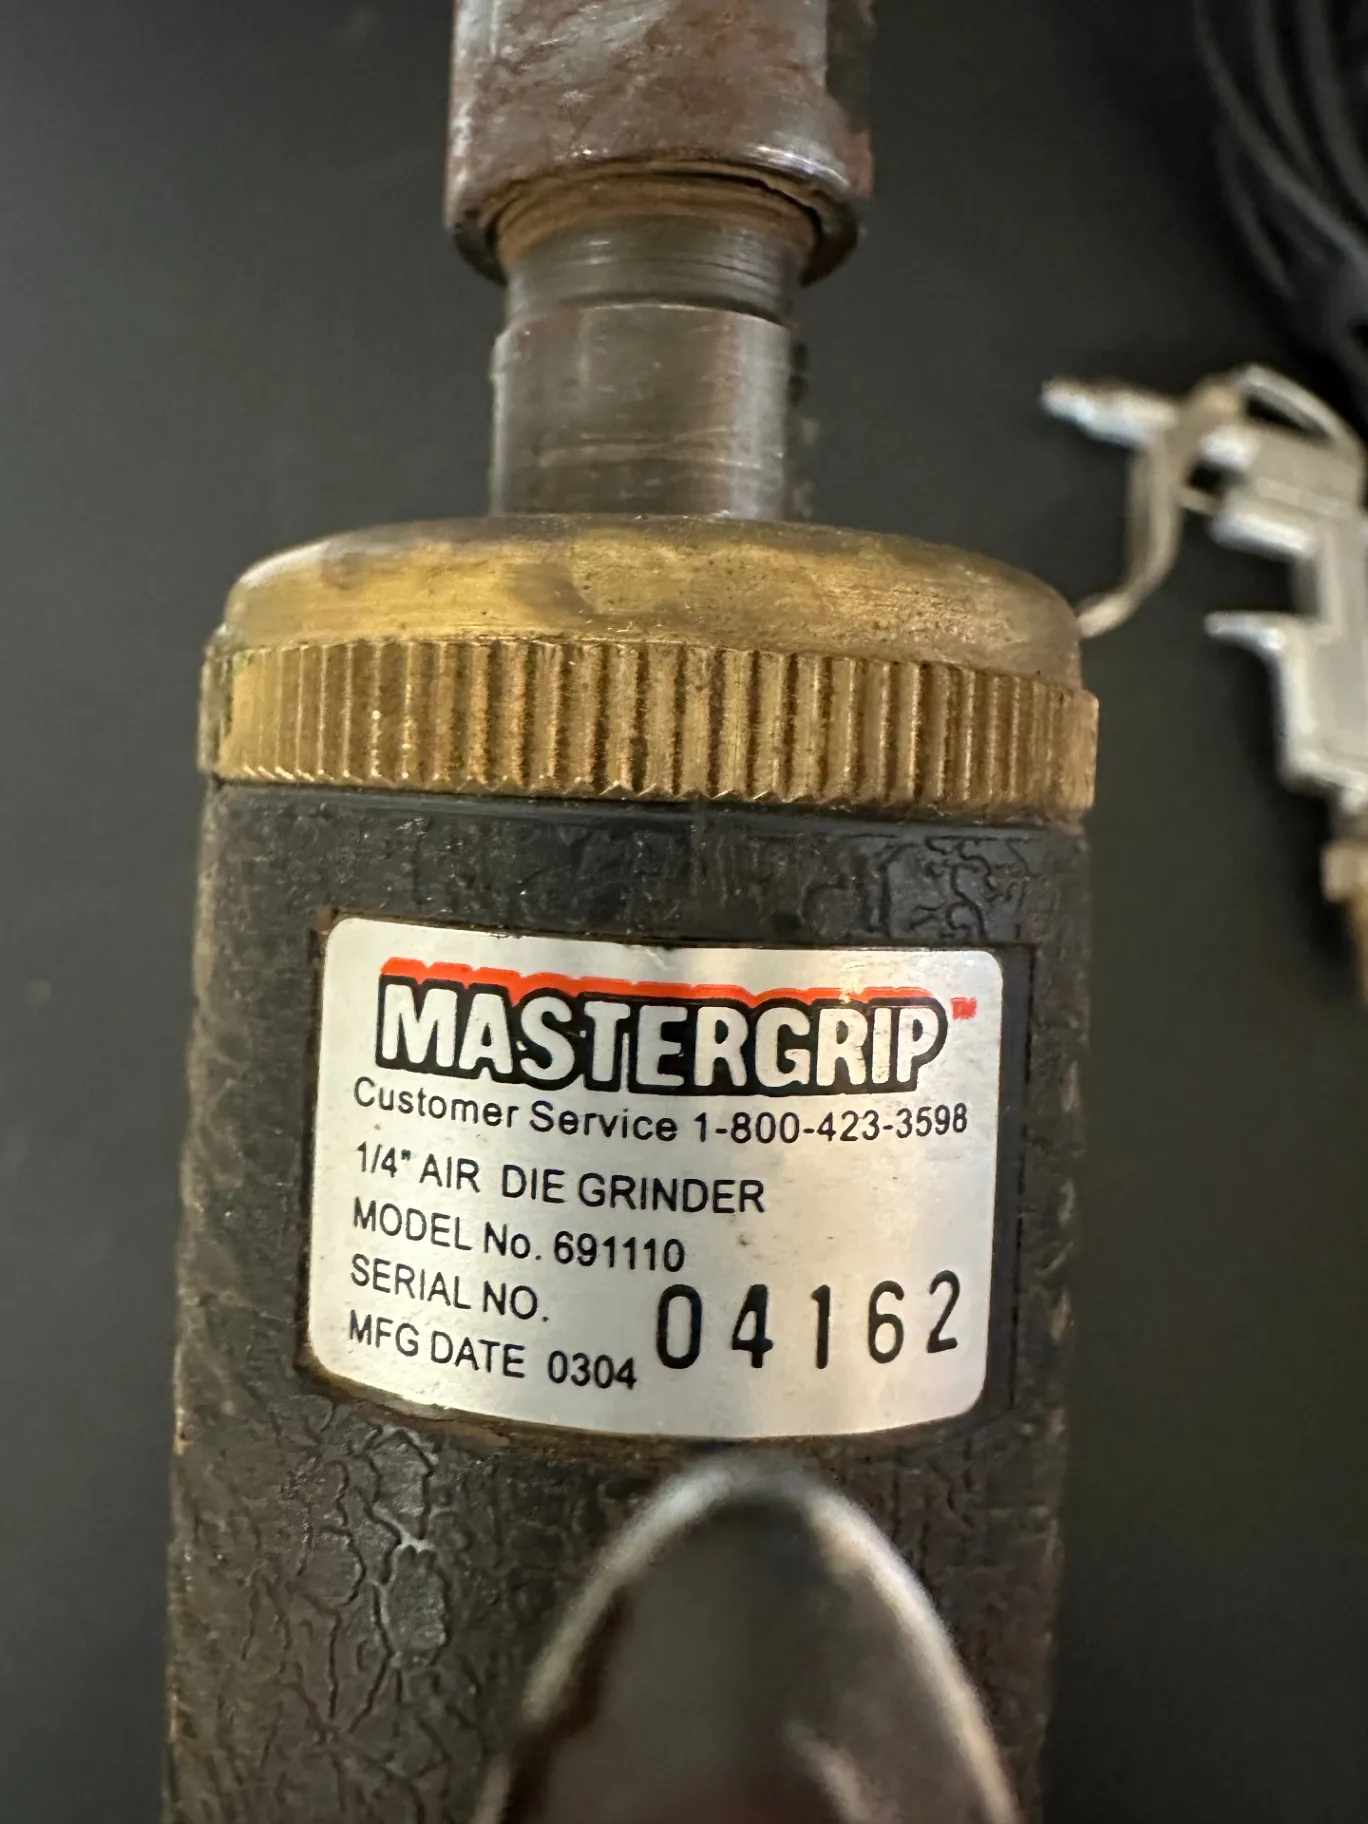 MASTERGRIP™
Customer Service 1-800-423-3598
1/4" AIR DIE GRINDER
MODEL No. 691110
SERIAL NO. 04162
MFG DATE 0304